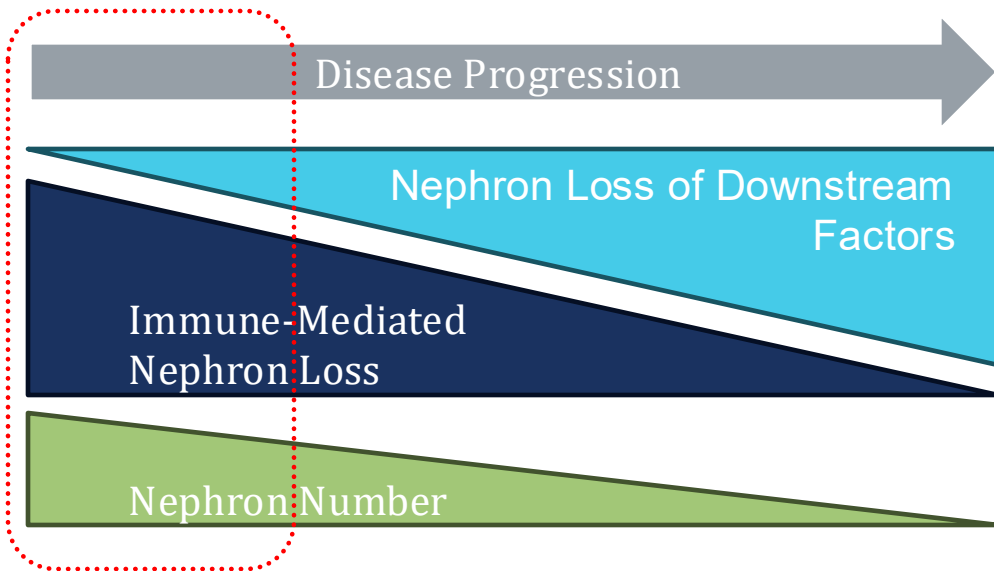 Disease Progression
Nephron Loss of Downstream
Factors
Immune-Mediated
Nephron Loss
Nephron Number